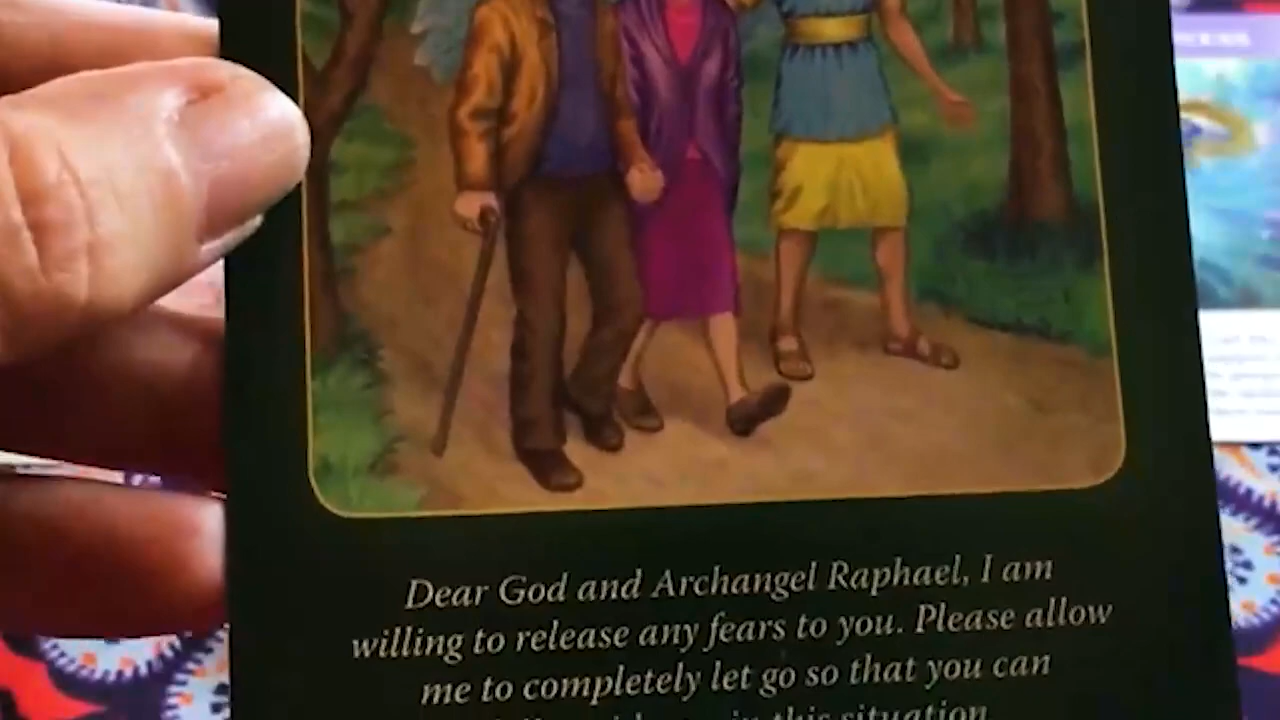 Dear God and Archangel Raphael, I am
willing to release any fears to you. Please allow
me to completely let go so that you can
in this situation